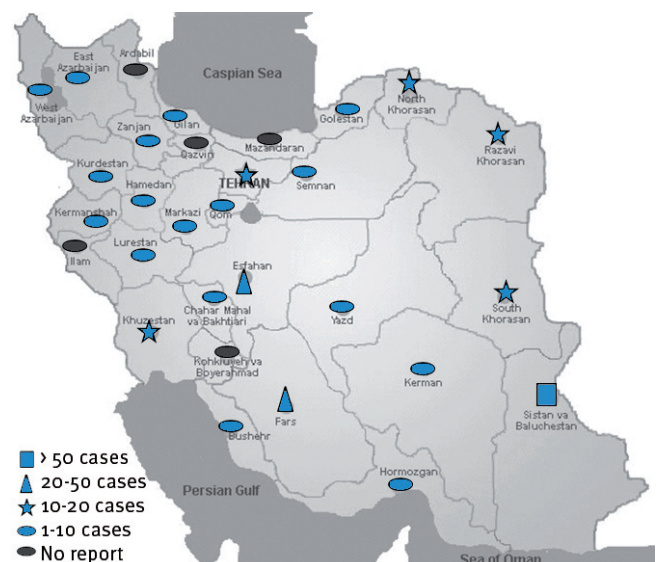 Caspian Sea
East
Azarbaijan
Ardabil
West
Azarbaijan
Gilan
Zanjan
Qazvin
Mazandaran
Golestan
North
Khorasan
Razavi
Khorasan
Kurdestan
Hamedan
TEHRAN
Semnan
Kermanshah
Markazi
Qom
Ilam
Lurestan
Esfahan
Khuzestan
Chahar Mahal
va Bakhtiari
Yazd
South
Khorasan
Kohkiluyeh va
Boyerahmad
Kerman
Fars
Sistan va
Baluchestan
Bushehr
Hormozgan
Persian Gulf
Sea of Oman
> 50 cases
20-50 cases
10-20 cases
1-10 cases
No report